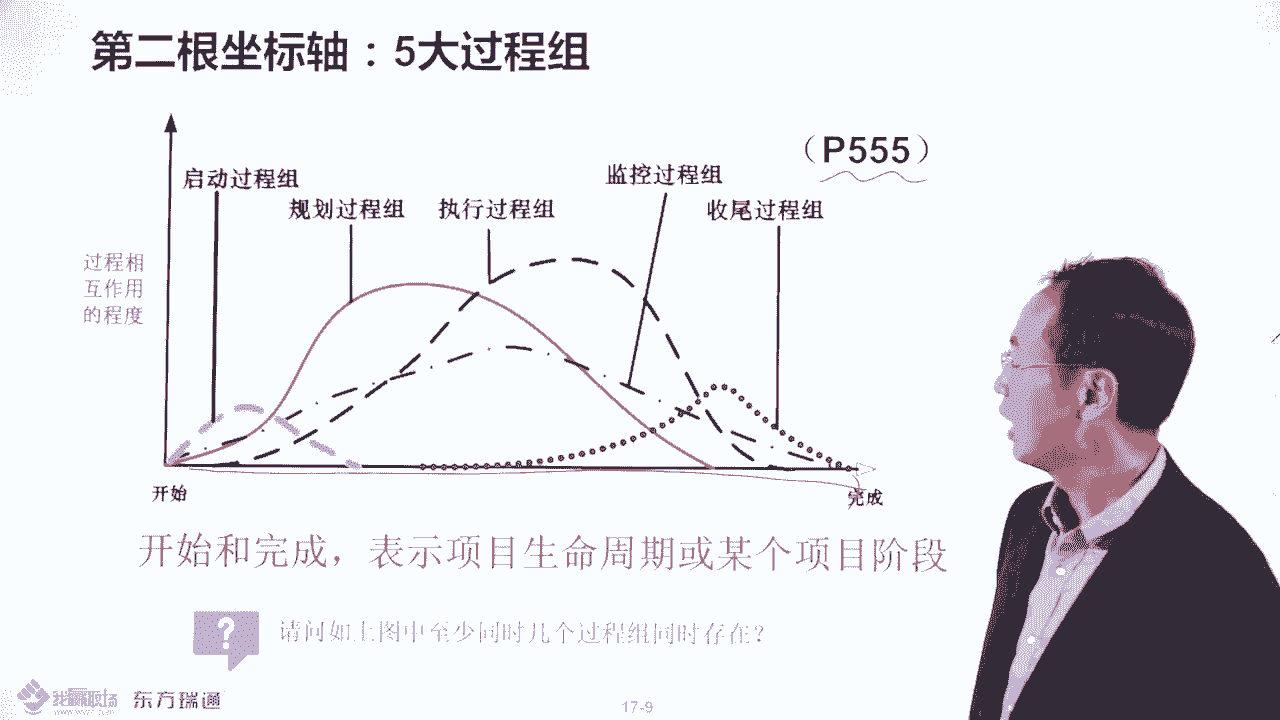 第二根坐标轴：5大过程组
（P555）
启动过程组
规划过程组
执行过程组
监控过程组
收尾过程组
过程相
互作用
的程度
开始
完成
开始和完成，表示项目生命周期或某个项目阶段
?
请问如上图中至少同时几个过程组同时存在?
我赢职场
东方瑞通
17-9